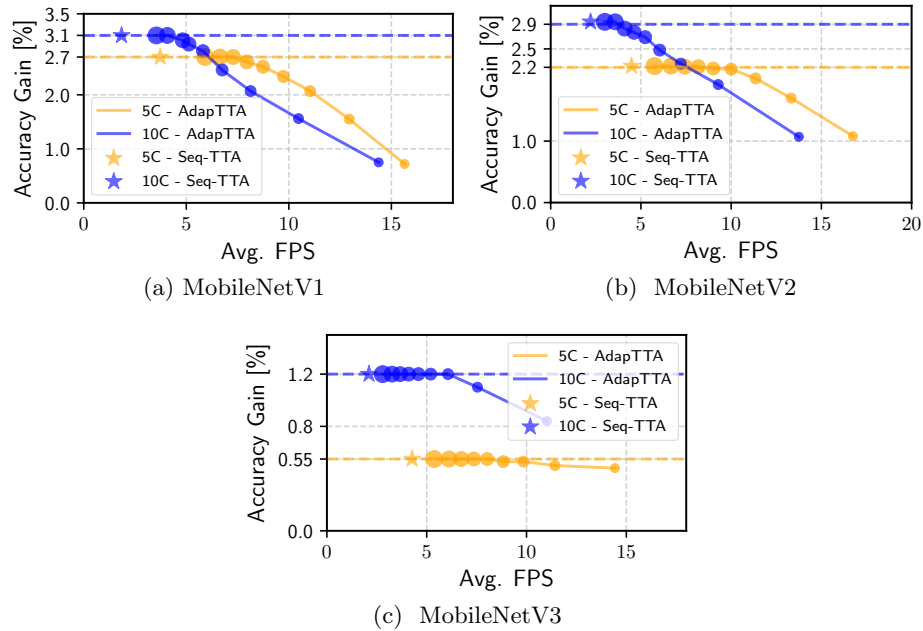 Accuracy Gain [%]
3.5
3.1
2.7
2.0
1.0
0.0
5C - AdapTTA
10C - AdapTTA
5C - Seq-TTA
10C - Seq-TTA
0 5 10 15
Avg. FPS
(a) MobileNetV1
Accuracy Gain [%]
2.9
2.5
2.2
1.0
0.0
5C - AdapTTA
10C - AdapTTA
5C - Seq-TTA
10C - Seq-TTA
0 5 10 15 20
Avg. FPS
(b) MobileNetV2
Accuracy Gain [%]
1.2
0.8
0.55
0.0
5C - AdapTTA
10C - AdapTTA
5C - Seq-TTA
10C - Seq-TTA
0 5 10 15
Avg. FPS
(c) MobileNetV3